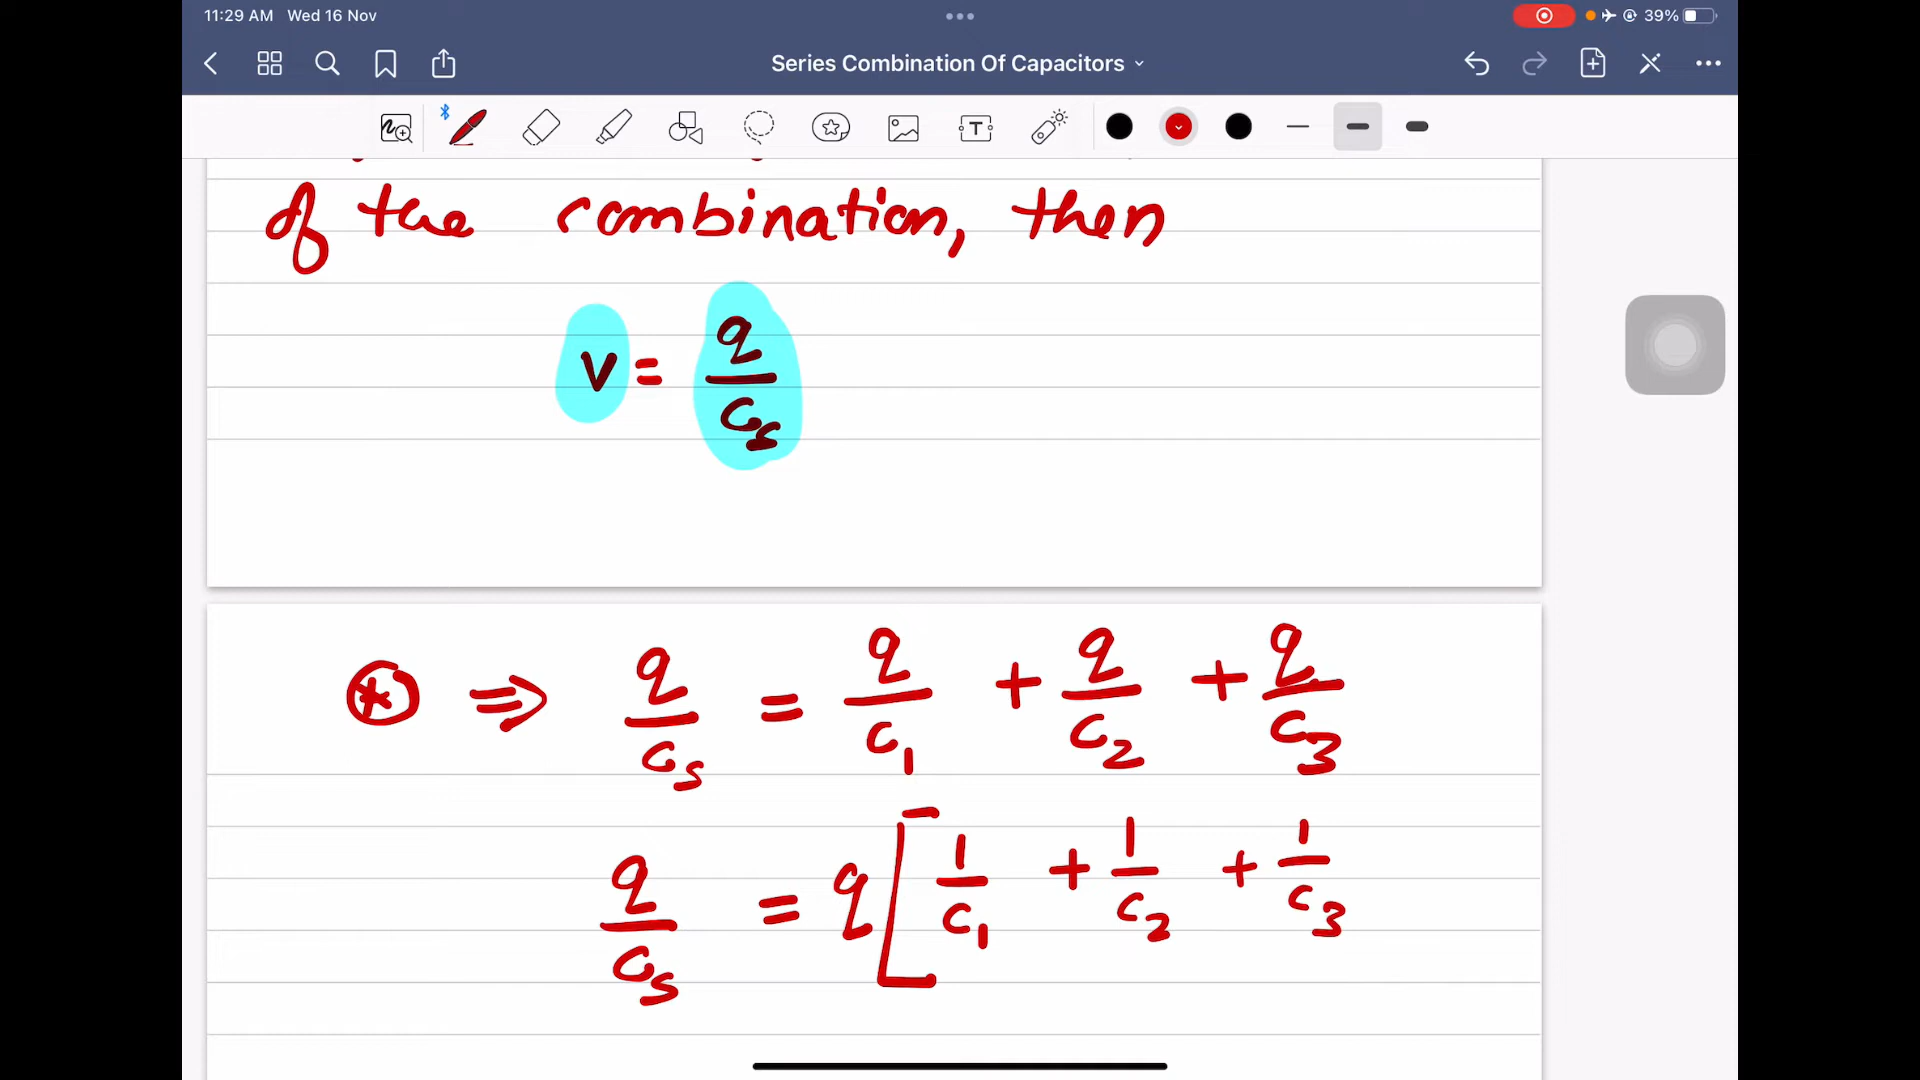 11:29 AM Wed 16 Nov 39%
Series Combination Of Capacitors
T
of the combination, then
V = q/Cs
* ⇒ q/Cs = q/C1 + q/C2 + q/C3
q/Cs = q[ 1/C1 + 1/C2 + 1/C3